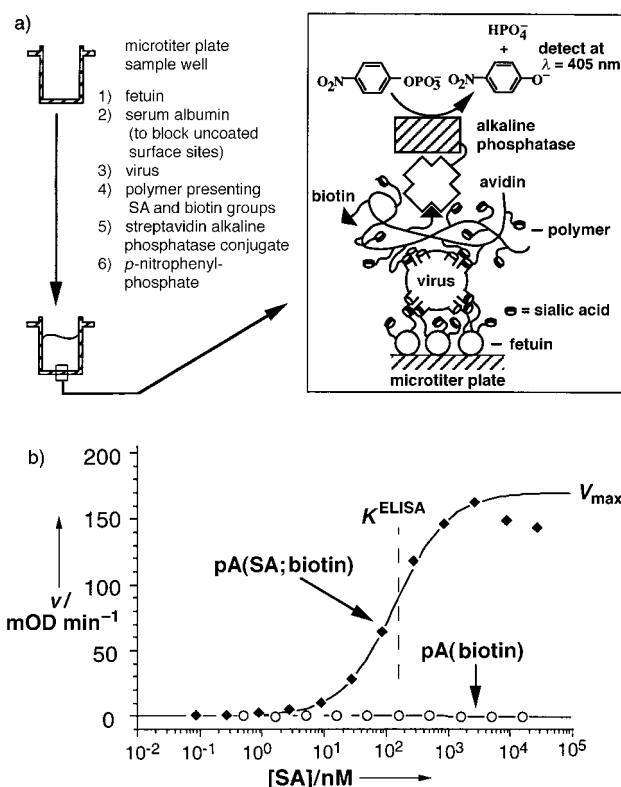 a)
microtiter plate
sample well
1) fetuin
2) serum albumin
(to block uncoated
surface sites)
3) virus
4) polymer presenting
SA and biotin groups
5) streptavidin alkaline
phosphatase conjugate
6) p-nitrophenyl-
phosphate
HPO₄⁻
+
detect at
λ = 405 nm
O₂N
OPO₃⁻
O₂N
O⁻
alkaline
phosphatase
biotin
avidin
polymer
virus
= sialic acid
fetuin
microtiter plate
b)
200
150
100
50
0
v/
mOD min⁻¹
K^ELISA
Vmax
pA(SA;biotin)
pA(biotin)
10⁻² 10⁻¹ 10⁰ 10¹ 10² 10³ 10⁴ 10⁵
[SA]/nM